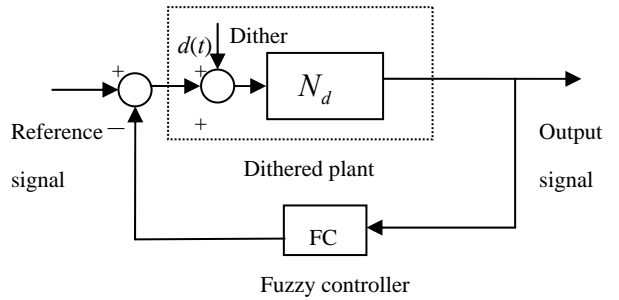 d(t) Dither
+
+
N_d
Reference
−
+
Output
signal
signal
Dithered plant
FC
Fuzzy controller